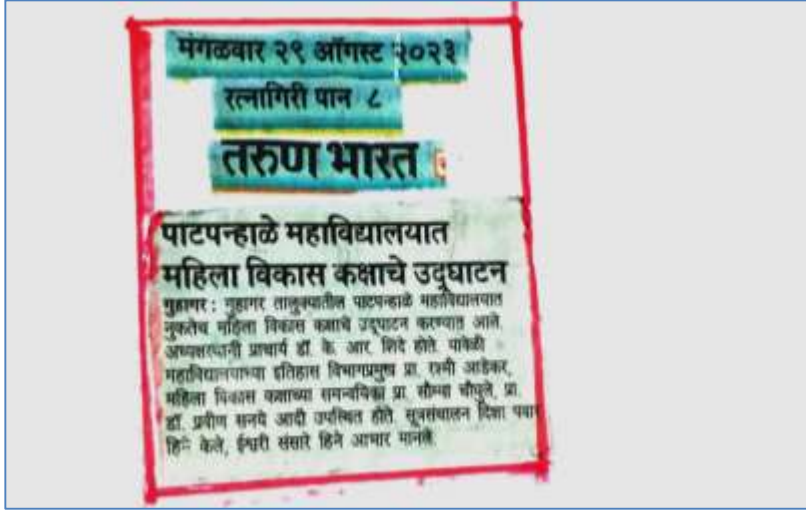 मंगळवार २९ ऑगस्ट २०२३
रत्नागिरी पान ८
तरुण भारत
पाटपन्हाळे महाविद्यालयात
महिला विकास कक्षाचे उद्घाटन
गुहागर : गुहागर तालुक्यातील पाटपन्हाळे महाविद्यालयात
नुकतेच महिला विकास कक्षाचे उद्घाटन करण्यात आले.
अध्यक्षस्थानी प्राचार्य डॉ. के. आर. शिंदे होते. यावेळी
महाविद्यालयाच्या इतिहास विभागप्रमुख प्रा. रश्मी आडेकर,
महिला विकास कक्षाच्या समन्वयिका प्रा. सौम्या चौघुले, प्रा.
डॉ. प्रवीण सनये आदी उपस्थित होते. सूत्रसंचालन दिशा पवार
हिने केले, ईश्वरी संसारे हिने आभार मानले.